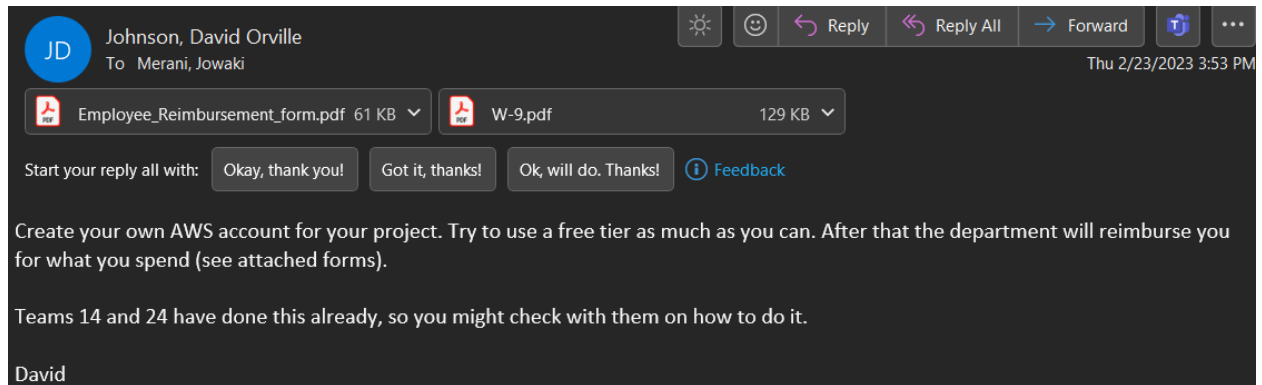 JD
Johnson, David Orville
To Merani, Jowaki
Reply
Reply All
Forward
Thu 2/23/2023 3:53 PM
PDF Employee_Reimbursement_form.pdf 61 KB
PDF W-9.pdf 129 KB
Start your reply all with: Okay, thank you! Got it, thanks! Ok, will do. Thanks! Feedback
Create your own AWS account for your project. Try to use a free tier as much as you can. After that the department will reimburse you
for what you spend (see attached forms).
Teams 14 and 24 have done this already, so you might check with them on how to do it.
David